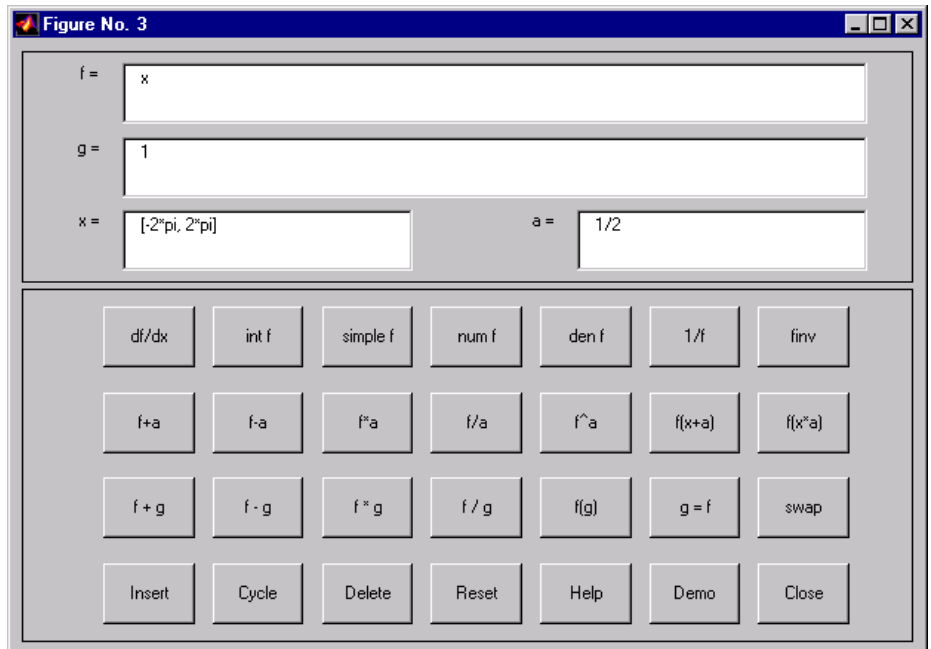 Figure No. 3
f = x
g = 1
x = [-2*pi, 2*pi] a = 1/2
df/dx int f simple f num f den f 1/f finv
f+a f-a f*a f/a f^a f(x+a) f(x*a)
f + g f - g f * g f / g f(g) g = f swap
Insert Cycle Delete Reset Help Demo Close